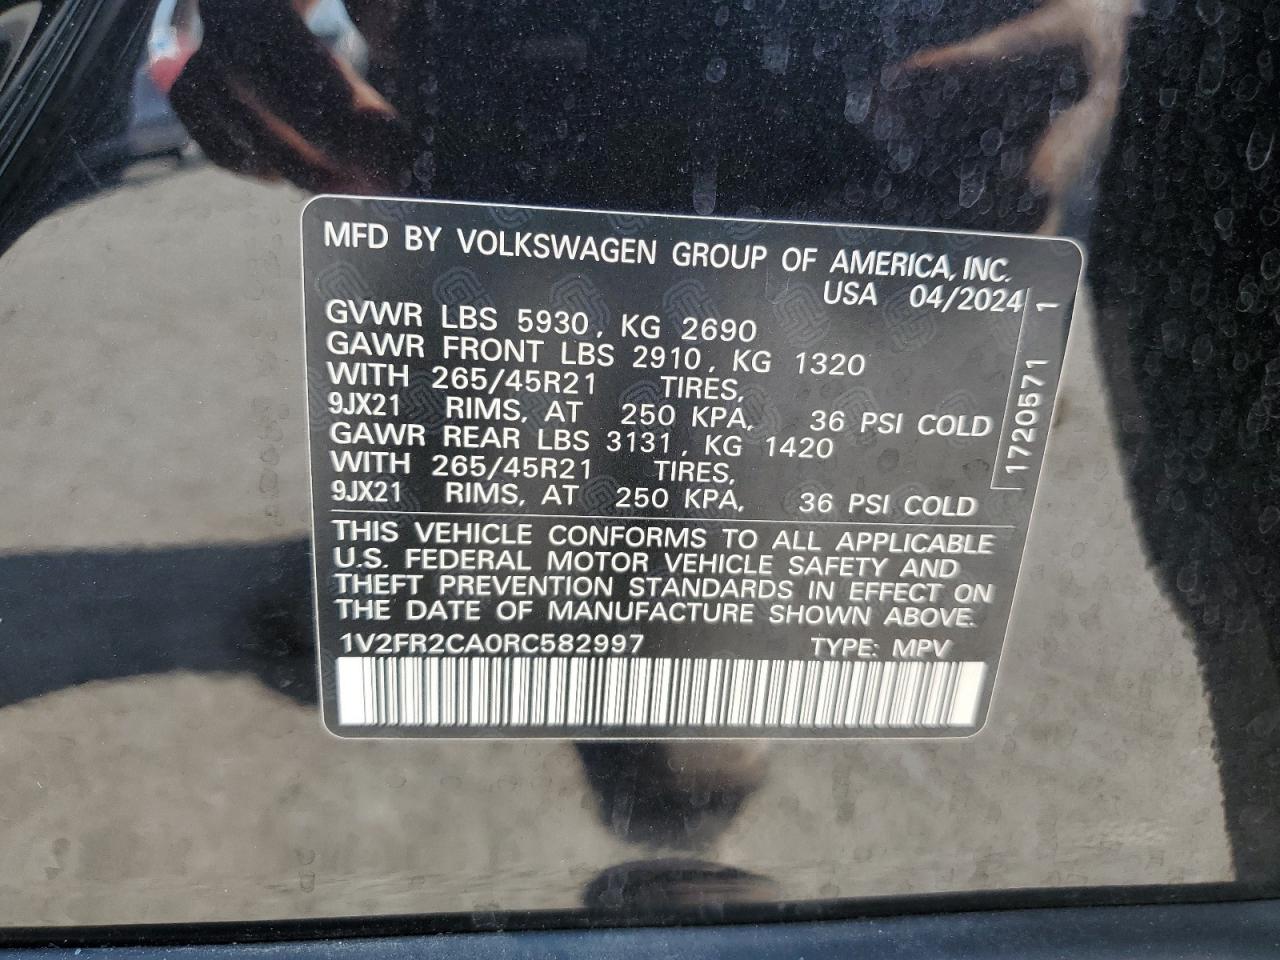 MFD BY VOLKSWAGEN GROUP OF AMERICA, INC.
USA 04/2024
GVWR LBS 5930, KG 2690
GAWR FRONT LBS 2910, KG 1320
WITH 265/45R21 TIRES,
9JX21 RIMS, AT 250 KPA, 36 PSI COLD
GAWR REAR LBS 3131, KG 1420
WITH 265/45R21 TIRES,
9JX21 RIMS, AT 250 KPA, 36 PSI COLD
1720571 1
THIS VEHICLE CONFORMS TO ALL APPLICABLE
U.S. FEDERAL MOTOR VEHICLE SAFETY AND
THEFT PREVENTION STANDARDS IN EFFECT ON
THE DATE OF MANUFACTURE SHOWN ABOVE.
1V2FR2CA0RC582997 TYPE: MPV